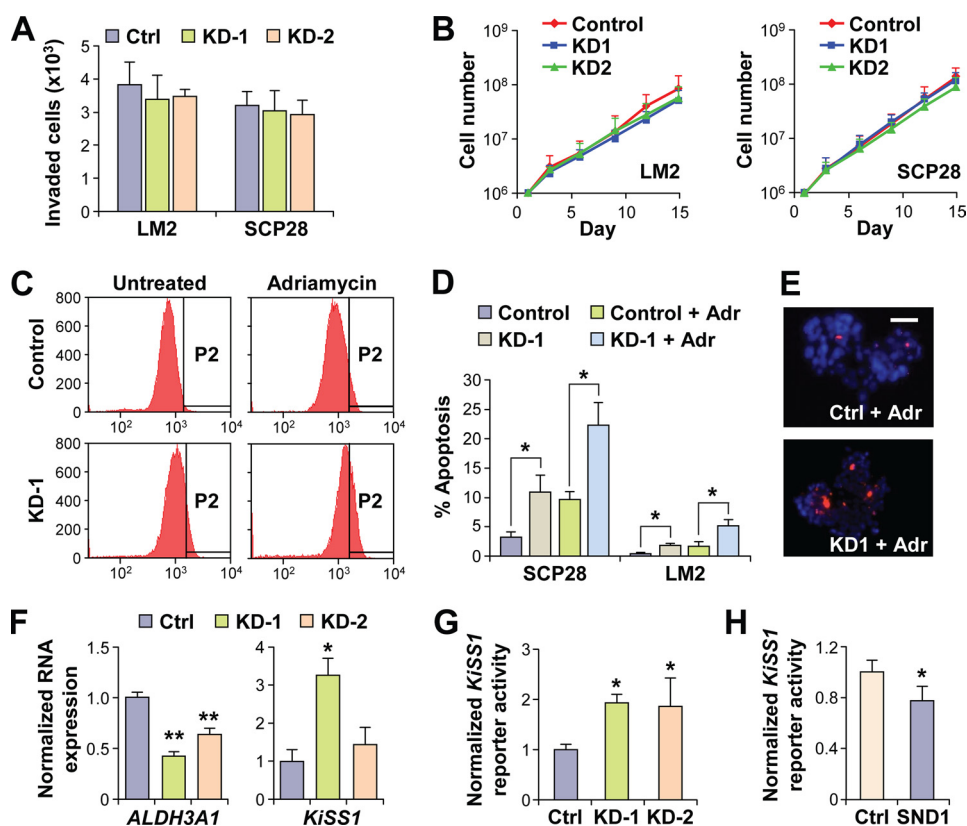 A
Ctrl KD-1 KD-2
Invaded cells (x10³)
5
4
3
2
1
0
LM2 SCP28
B
Control
KD1
KD2
Cell number
10⁹
10⁸
10⁷
10⁶
0 5 10 15
Day
LM2
Control
KD1
KD2
Cell number
10⁹
10⁸
10⁷
10⁶
0 5 10 15
Day
SCP28
C
Untreated Adriamycin
Control
800
600
400
200
0
P2
10² 10³ 10⁴
P2
10² 10³ 10⁴
KD-1
800
600
400
200
0
P2
10² 10³ 10⁴
P2
10² 10³ 10⁴
D
Control Control + Adr
KD-1 KD-1 + Adr
% Apoptosis
30
25
20
15
10
5
0
* * * *
SCP28 LM2
E
Ctrl + Adr
KD1 + Adr
F
Ctrl KD-1 KD-2
Normalized RNA
expression
1.5
1.0
0.5
0
** **
ALDH3A1
4
3
2
1
0
*
KiSS1
G
Normalized KiSS1
reporter activity
3
2
1
0
* *
Ctrl KD-1 KD-2
H
Normalized KiSS1
reporter activity
1.2
0.8
0.4
0
*
Ctrl SND1